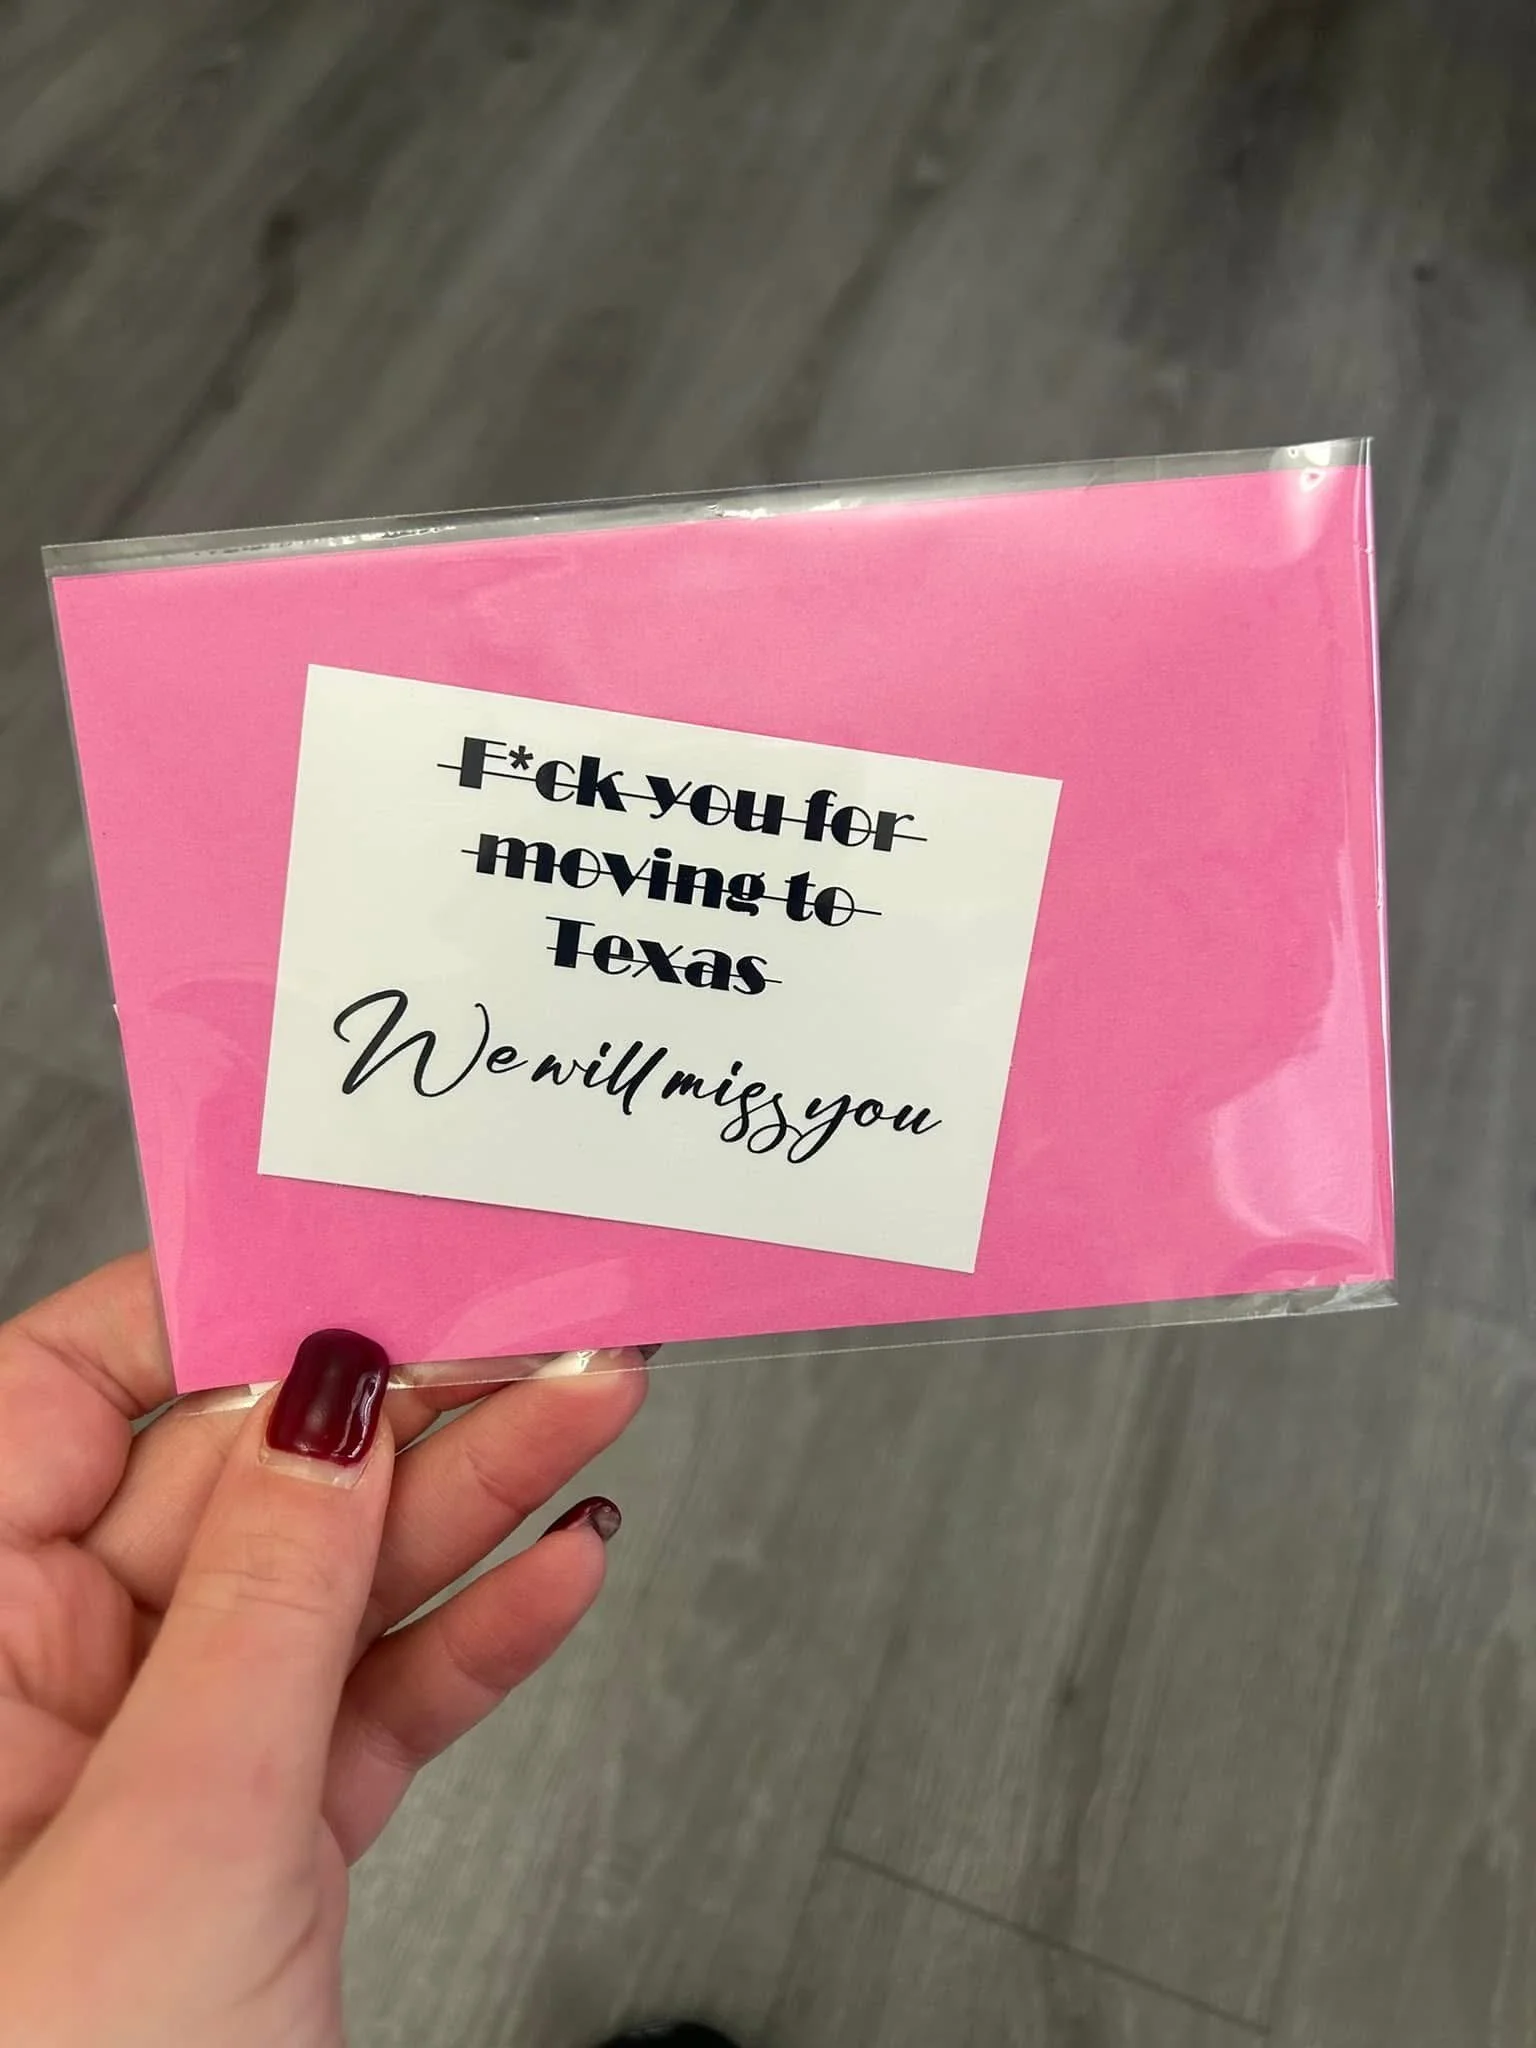 F*ck you for
moving to
Texas
We will miss you